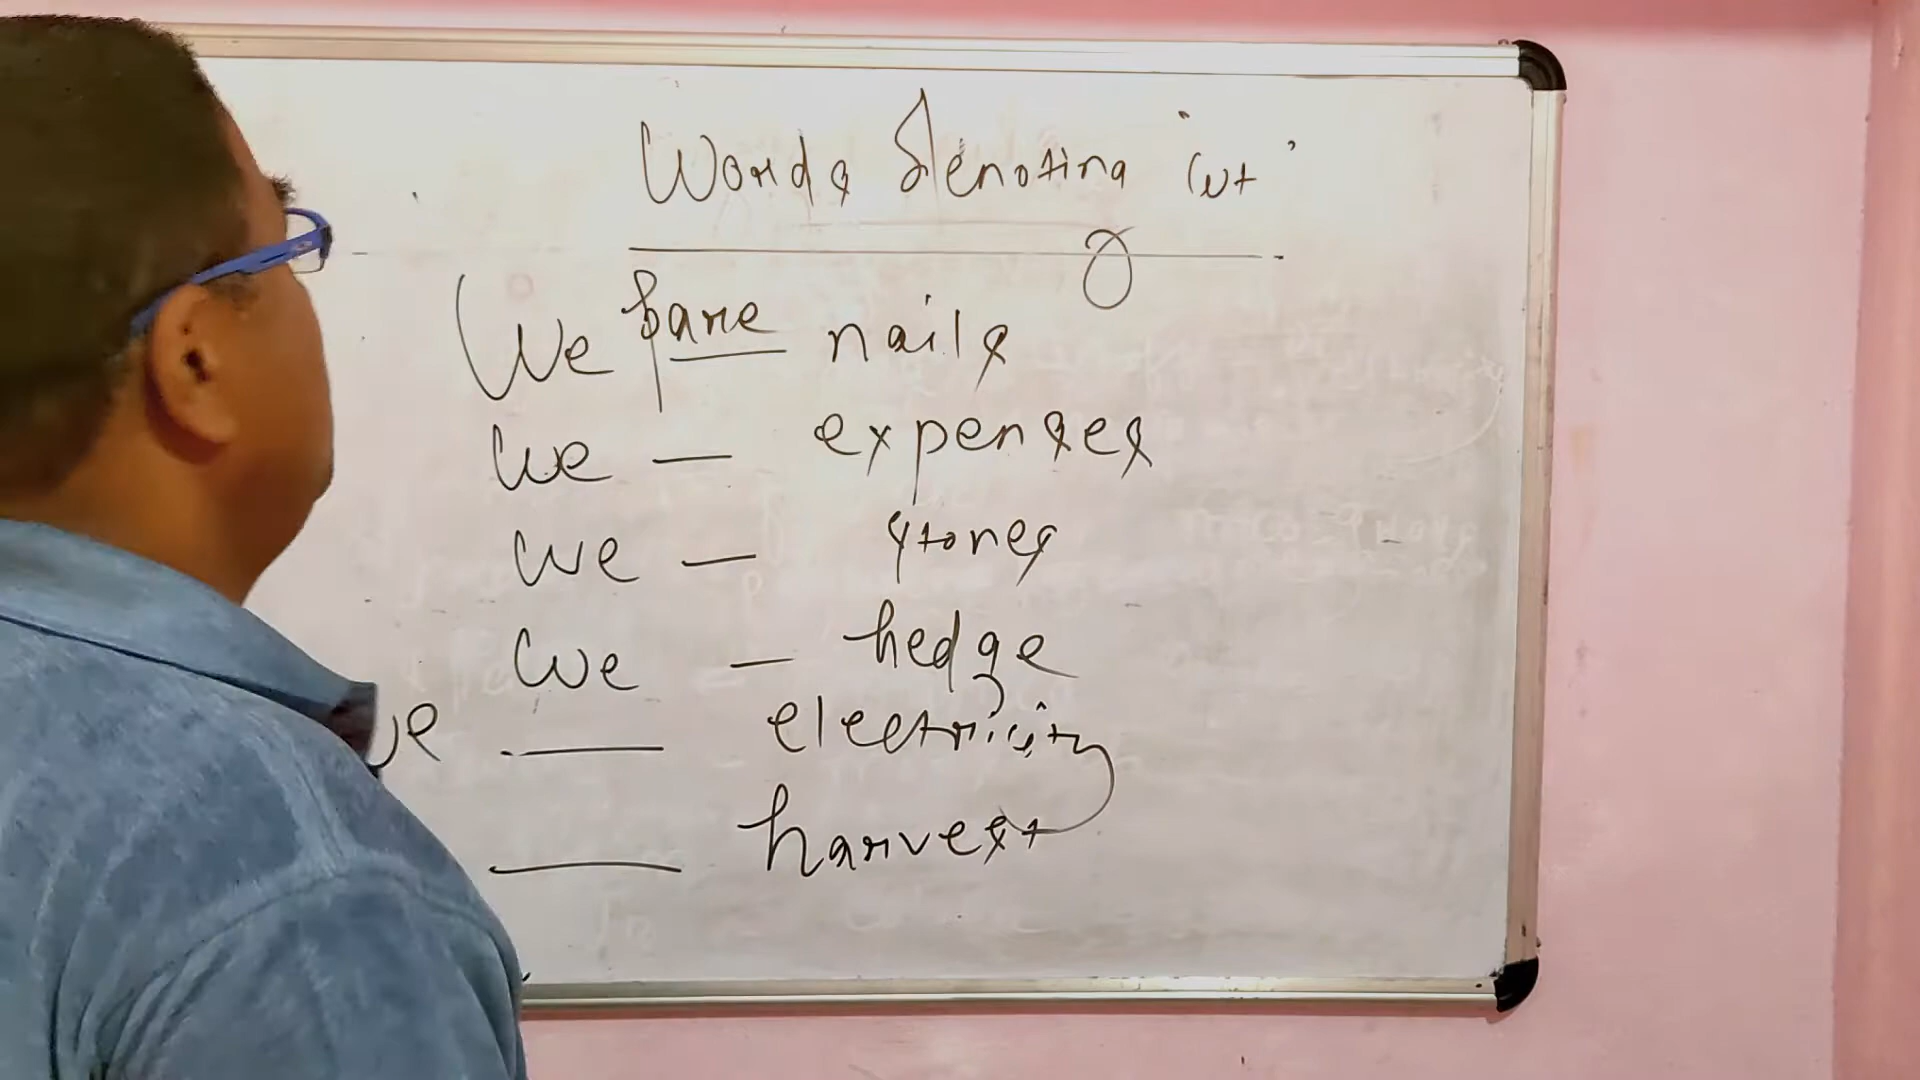 Words denoting 'cut'
We pare nails
We — expenses
We — stones
We — hedge
we — electricity
— harvest